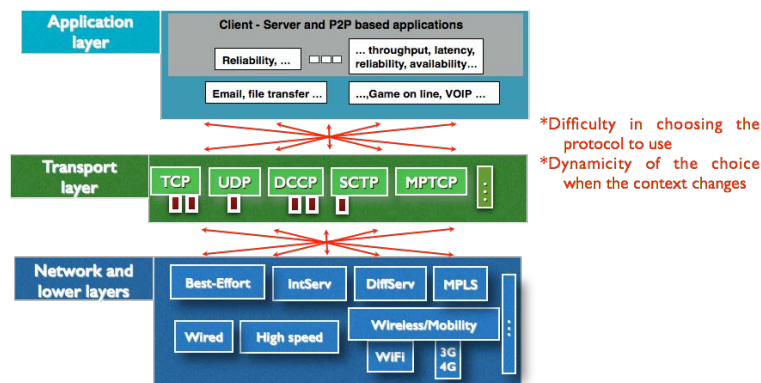 Application
layer
Client - Server and P2P based applications
Reliability, …
… throughput, latency,
reliability, availability…
Email, file transfer …
…,Game on line, VOIP …
*Difficulty in choosing the
protocol to use
*Dynamicity of the choice
when the context changes
Transport
layer
TCP
UDP
DCCP
SCTP
MPTCP
Network and
lower layers
Best-Effort
IntServ
DiffServ
MPLS
Wired
High speed
Wireless/Mobility
WiFi
3G
4G